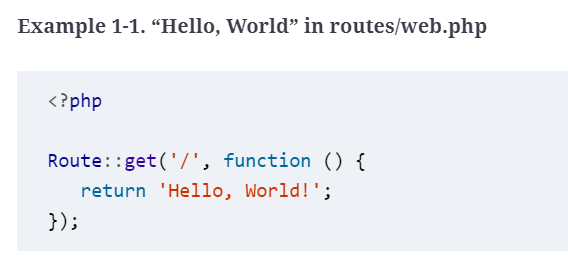 Example 1-1. “Hello, World” in routes/web.php
<?php
Route::get('/', function () {
   return 'Hello, World!';
});